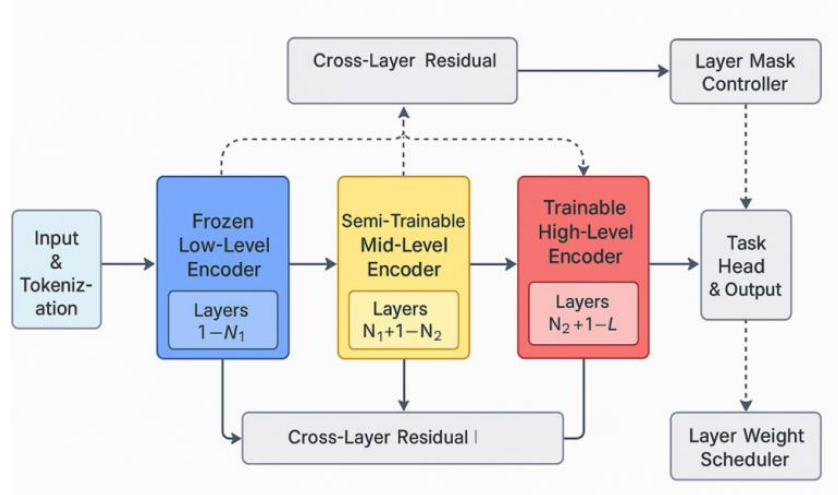 Cross-Layer Residual
Layer Mask
Controller
Input
&
Tokeniz-
ation
Frozen
Low-Level
Encoder
Layers
1–N₁
Semi-Trainable
Mid-Level
Encoder
Layers
N₁+1–N₂
Trainable
High-Level
Encoder
Layers
N₂+1–L
Task
Head
& Output
Cross-Layer Residual |
Layer Weight
Scheduler